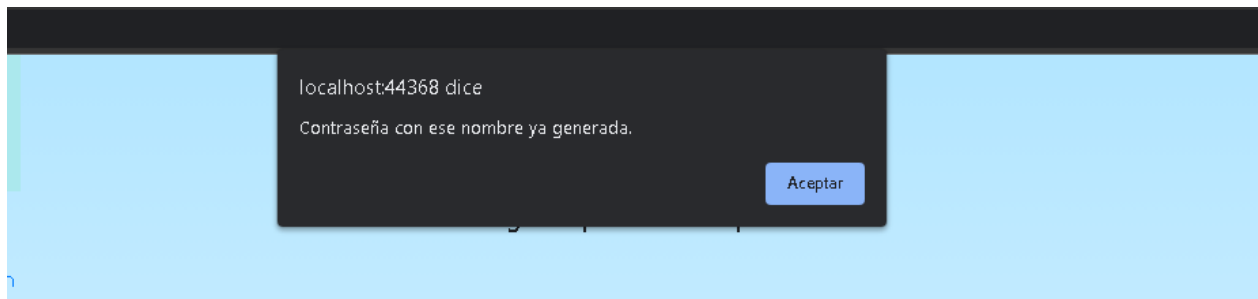 localhost:44368 dice
Contraseña con ese nombre ya generada.
Aceptar